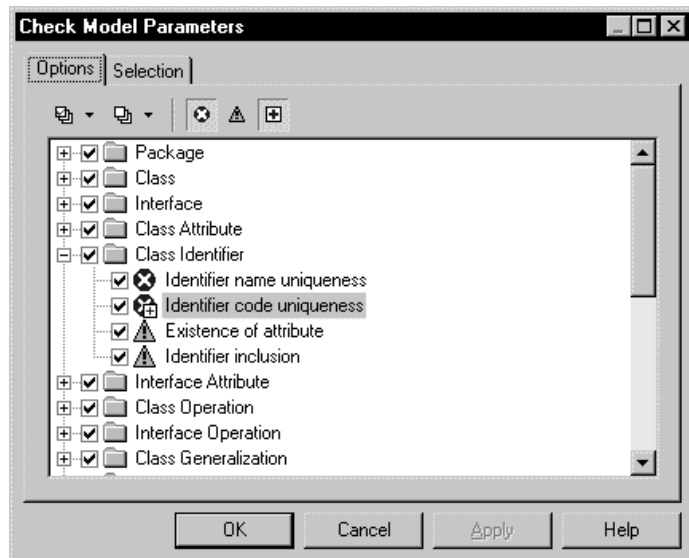 Check Model Parameters
Options Selection
Package
Class
Interface
Class Attribute
Class Identifier
Identifier name uniqueness
Identifier code uniqueness
Existence of attribute
Identifier inclusion
Interface Attribute
Class Operation
Interface Operation
Class Generalization
OK Cancel Apply Help